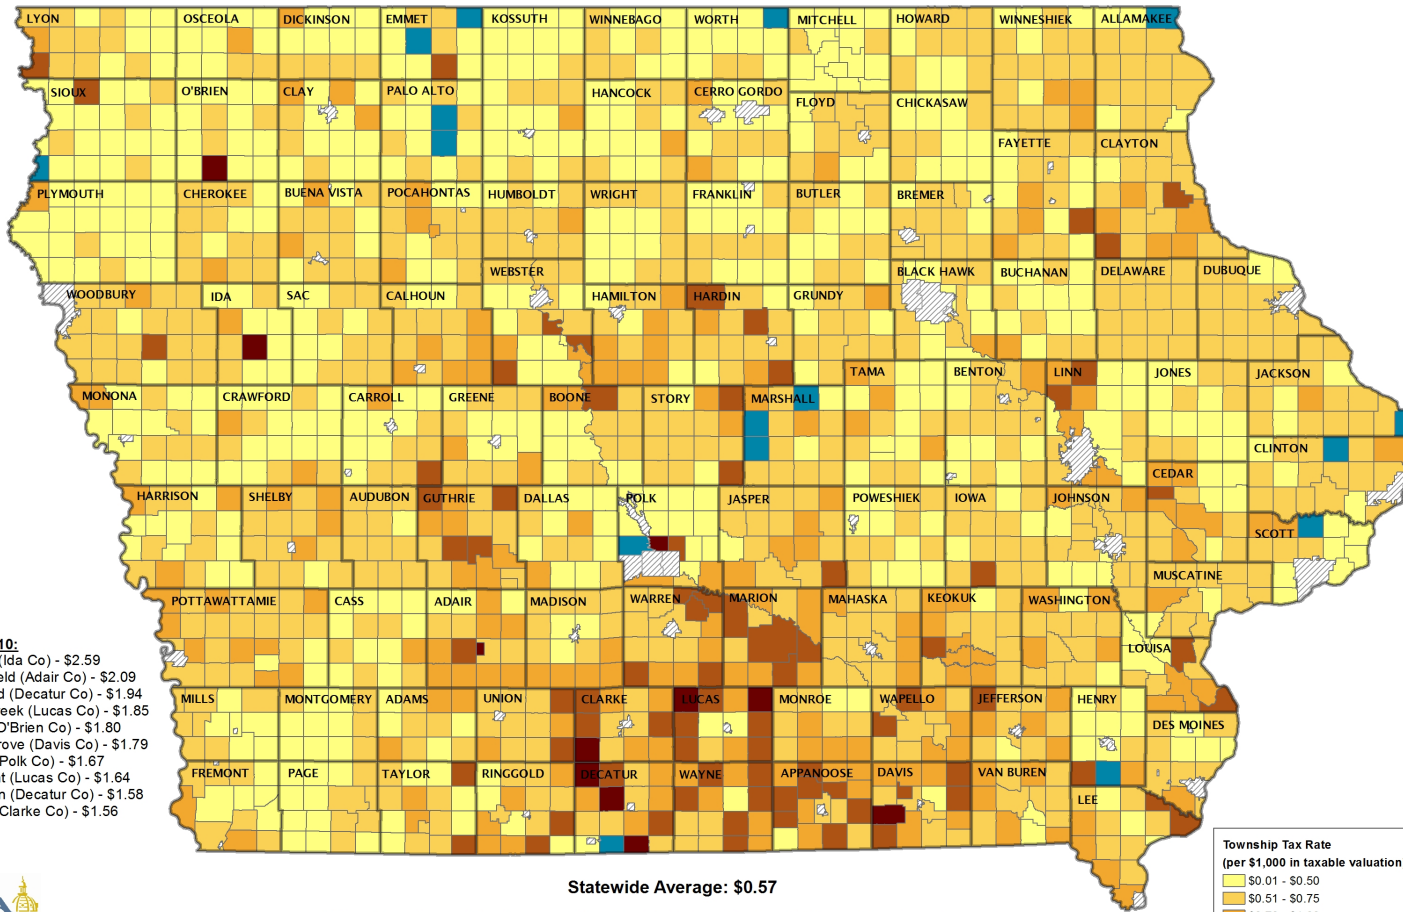 LYON
OSCEOLA
DICKINSON
EMMET
KOSSUTH
WINNEBAGO
WORTH
MITCHELL
HOWARD
WINNESHIEK
ALLAMAKEE
SIOUX
O'BRIEN
CLAY
PALO ALTO
HANCOCK
CERRO GORDO
FLOYD
CHICKASAW
FAYETTE
CLAYTON
PLYMOUTH
CHEROKEE
BUENA VISTA
POCAHONTAS
HUMBOLDT
WRIGHT
FRANKLIN
BUTLER
BREMER
WEBSTER
BLACK HAWK
BUCHANAN
DELAWARE
DUBUQUE
WOODBURY
IDA
SAC
CALHOUN
HAMILTON
HARDIN
GRUNDY
TAMA
BENTON
LINN
JONES
JACKSON
MONONA
CRAWFORD
CARROLL
GREENE
BOONE
STORY
MARSHALL
CLINTON
CEDAR
HARRISON
SHELBY
AUDUBON
GUTHRIE
DALLAS
POLK
JASPER
POWESHIEK
IOWA
JOHNSON
SCOTT
MUSCATINE
POTTAWATTAMIE
CASS
ADAIR
MADISON
WARREN
MARION
MAHASKA
KEOKUK
WASHINGTON
LOUISA
MILLS
MONTGOMERY
ADAMS
UNION
CLARKE
LUCAS
MONROE
WAPELLO
JEFFERSON
HENRY
DES MOINES
FREMONT
PAGE
TAYLOR
RINGGOLD
DECATUR
WAYNE
APPANOOSE
DAVIS
VAN BUREN
LEE
10:
(Ida Co) - $2.59
eld (Adair Co) - $2.09
d (Decatur Co) - $1.94
reek (Lucas Co) - $1.85
O'Brien Co) - $1.80
rove (Davis Co) - $1.79
Polk Co) - $1.67
nt (Lucas Co) - $1.64
n (Decatur Co) - $1.58
Clarke Co) - $1.56
Statewide Average: $0.57
Township Tax Rate
(per $1,000 in taxable valuation
$0.01 - $0.50
$0.51 - $0.75